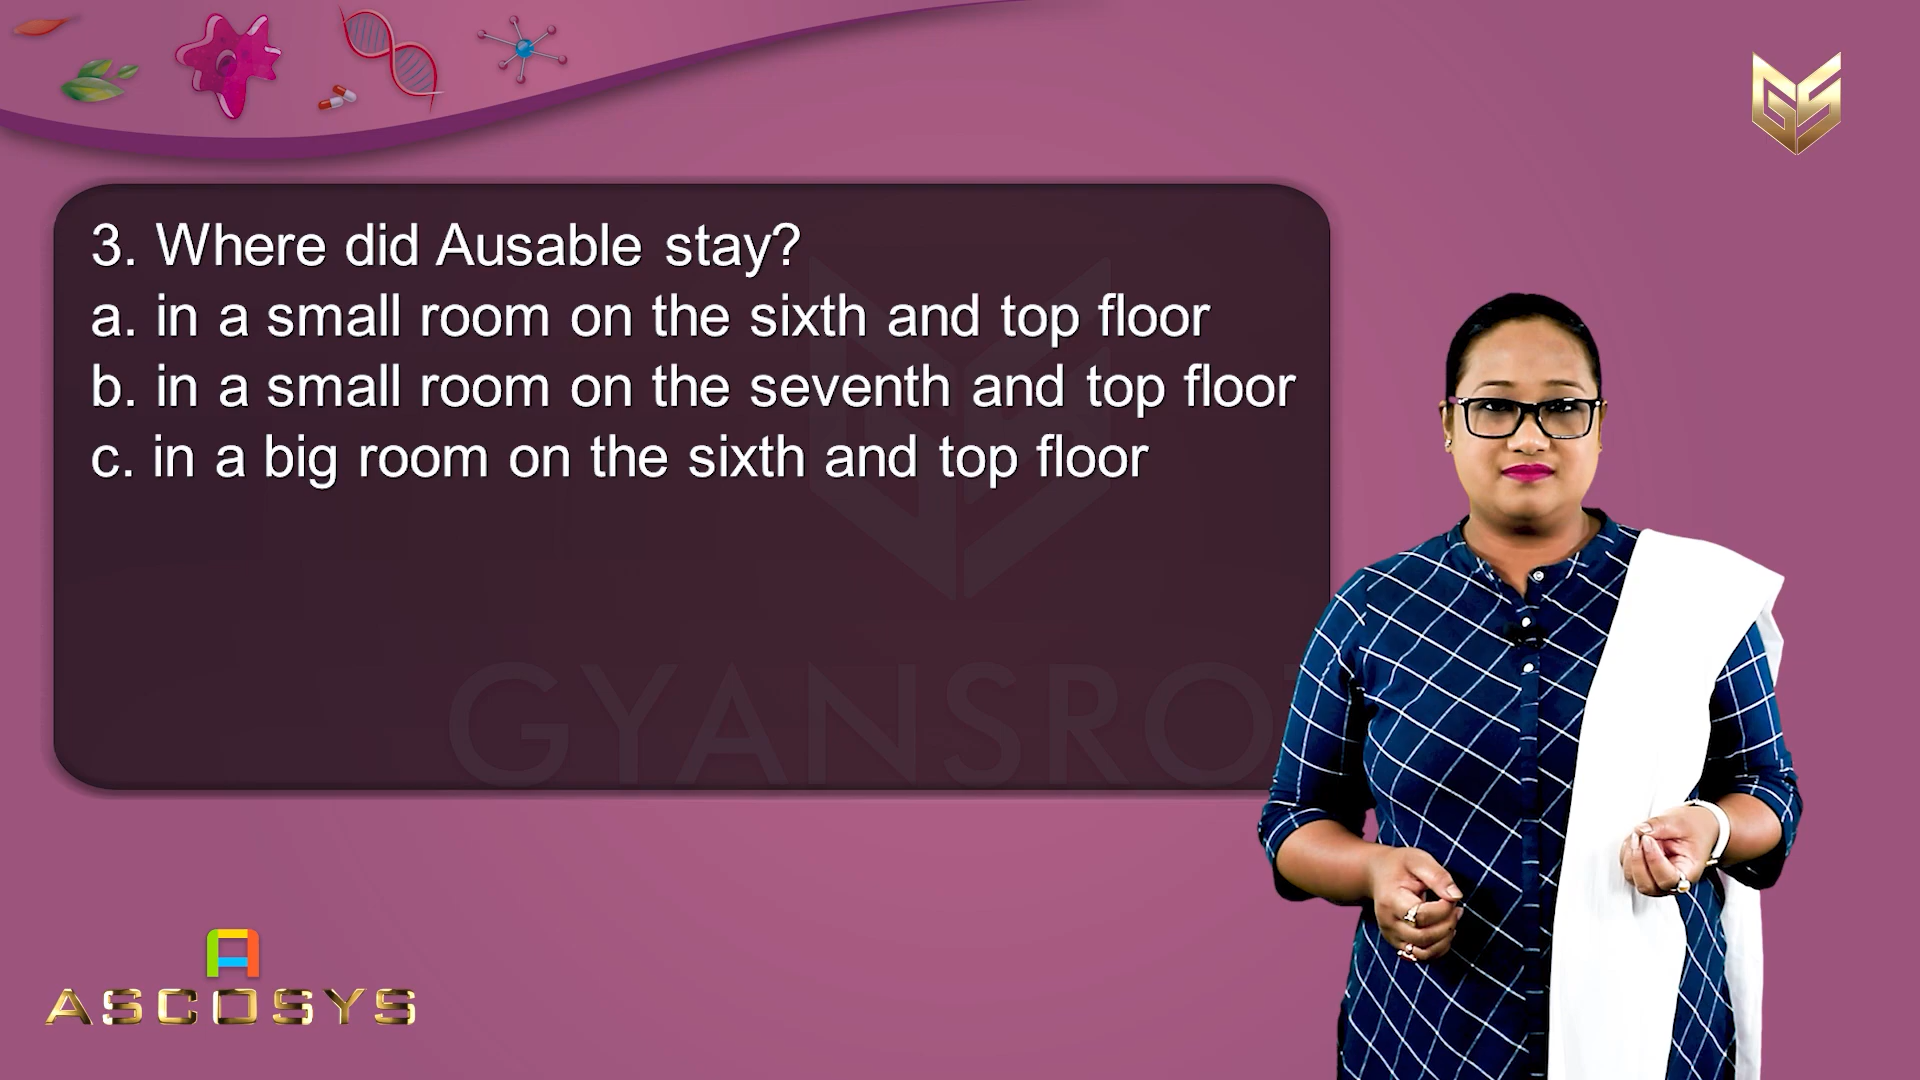 3. Where did Ausable stay?
a. in a small room on the sixth and top floor
b. in a small room on the seventh and top floor
c. in a big room on the sixth and top floor
GYANSRO
ASCOSYS